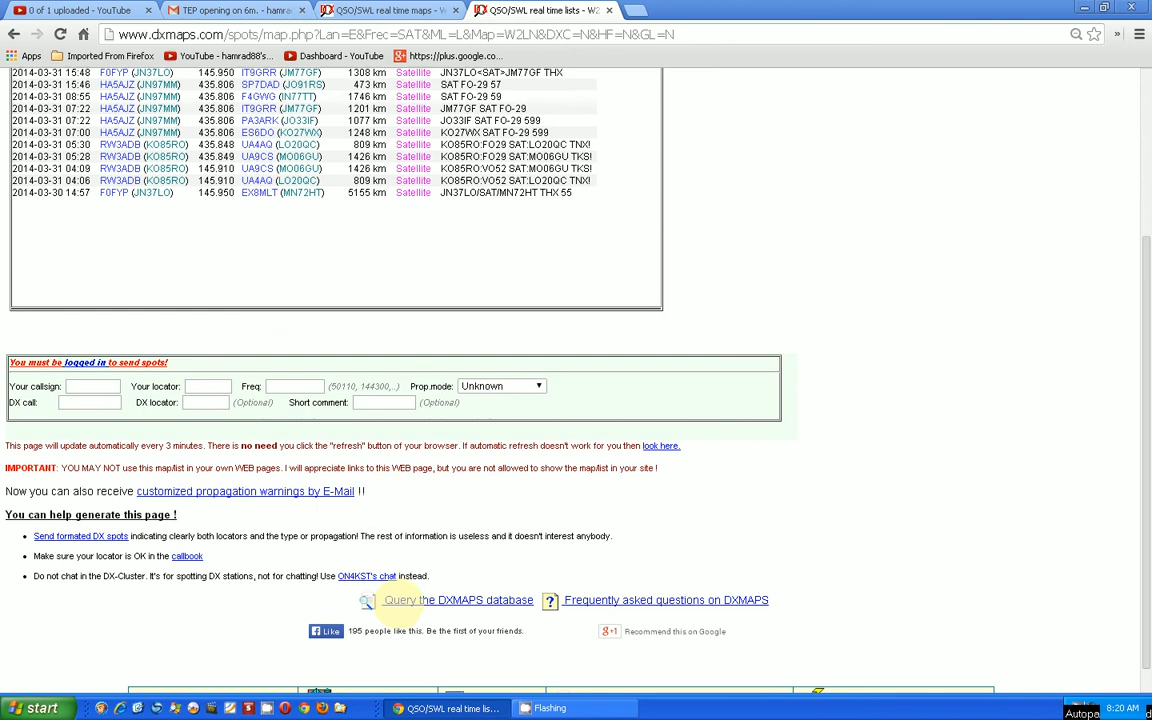 0 of 1 uploaded - YouTube
TEP opening on 6m. - hamra
QSO/SWL real time maps - W
QSO/SWL real time lists - W2
www.dxmaps.com/spots/map.php?Lan=E&Frec=SAT&ML=L&Map=W2LN&DXC=N&HF=N&GL=N
Apps Imported From Firefox YouTube - hamrad88's... Dashboard - YouTube https://plus.google.co...
2014-03-31 15:48 F0FYP (JN37LO) 145.950 IT9GRR (JM77GF) 1308 km Satellite JN37LO<SAT>JM77GF THX
2014-03-31 15:46 HA5AJZ (JN97MM) 435.806 SP7DAD (JO91RS) 473 km Satellite SAT FO-29 57
2014-03-31 08:55 HA5AJZ (JN97MM) 435.806 F4GWG (IN77TT) 1746 km Satellite SAT FO-29 59
2014-03-31 07:22 HA5AJZ (JN97MM) 435.806 IT9GRR (JM77GF) 1201 km Satellite JM77GF SAT FO-29
2014-03-31 07:22 HA5AJZ (JN97MM) 435.806 PA3ARK (JO33IF) 1077 km Satellite JO33IF SAT FO-29 599
2014-03-31 07:00 HA5AJZ (JN97MM) 435.806 ES6DO (KO27WX) 1248 km Satellite KO27WX SAT FO-29 599
2014-03-31 05:30 RW3ADB (KO85RO) 435.848 UA4AQ (LO20QC) 809 km Satellite KO85RO:FO29 SAT:LO20QC TNX!
2014-03-31 05:28 RW3ADB (KO85RO) 435.848 UA9CS (MO06GU) 1426 km Satellite KO85RO:FO29 SAT:MO06GU TKS!
2014-03-31 04:09 RW3ADB (KO85RO) 145.910 UA9CS (MO06GU) 1426 km Satellite KO85RO:VO52 SAT:MO06GU TKS!
2014-03-31 04:06 RW3ADB (KO85RO) 145.910 UA4AQ (LO20QC) 809 km Satellite KO85RO:VO52 SAT:LO20QC TNX!
2014-03-30 14:57 F0FYP (JN37LO) 145.950 EX8MLT (MN72HT) 5155 km Satellite JN37LO/SAT/MN72HT THX 55
You must be logged in to send spots!
Your callsign: Your locator: Freq: (50110, 144300,..) Prop.mode: Unknown
DX call: DX locator: (Optional) Short comment: (Optional)
This page will update automatically every 3 minutes. There is no need you click the "refresh" button of your browser. If automatic refresh doesn't work for you then look here.
IMPORTANT: YOU MAY NOT use this map/list in your own WEB pages. I will appreciate links to this WEB page, but you are not allowed to show the map/list in your site !
Now you can also receive customized propagation warnings by E-Mail !!
You can help generate this page !
Send formated DX spots indicating clearly both locators and the type or propagation! The rest of information is useless and it doesn't interest anybody.
Make sure your locator is OK in the callbook
Do not chat in the DX-Cluster. It's for spotting DX stations, not for chatting! Use ON4KST's chat instead.
Query the DXMAPS database Frequently asked questions on DXMAPS
Like 195 people like this. Be the first of your friends. g+1 Recommend this on Google
start QSO/SWL real time lis... Flashing 8:20 AM
Autopa